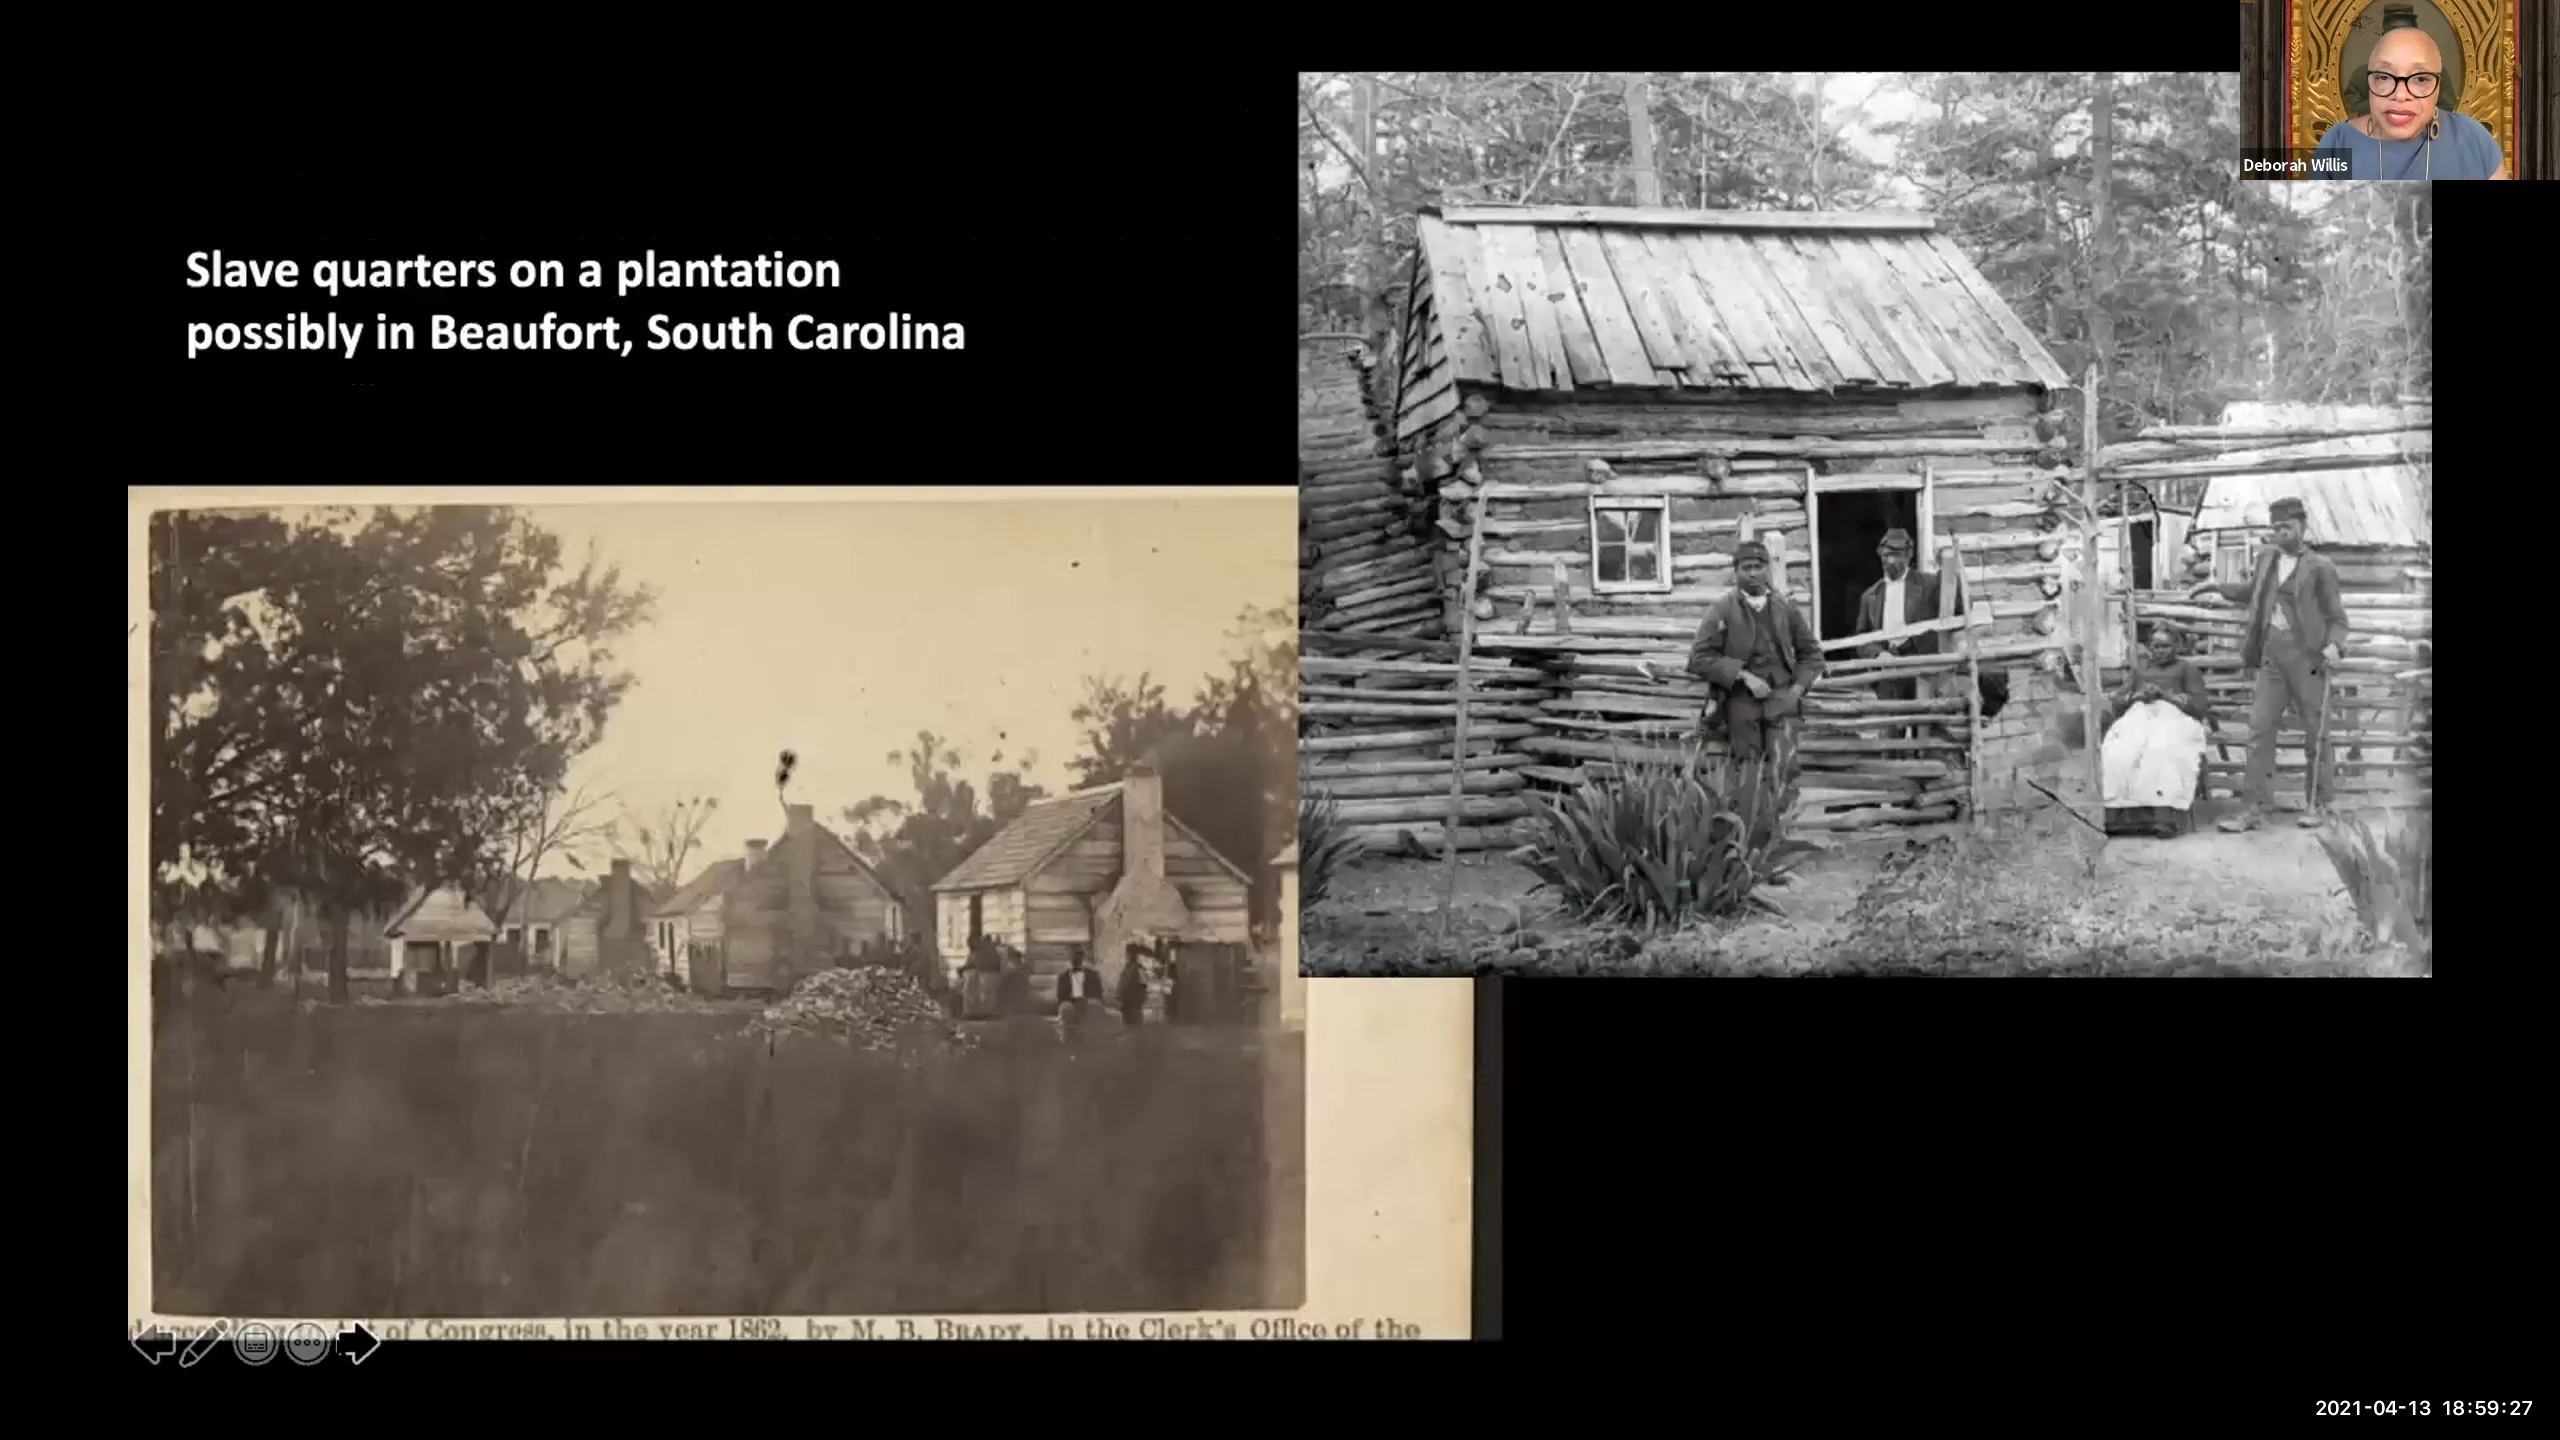 Deborah Willis
Slave quarters on a plantation
possibly in Beaufort, South Carolina
of Congress, in the year 1862, by M. B. BRADY, in the Clerk's Office of the
2021-04-13 18:59:27